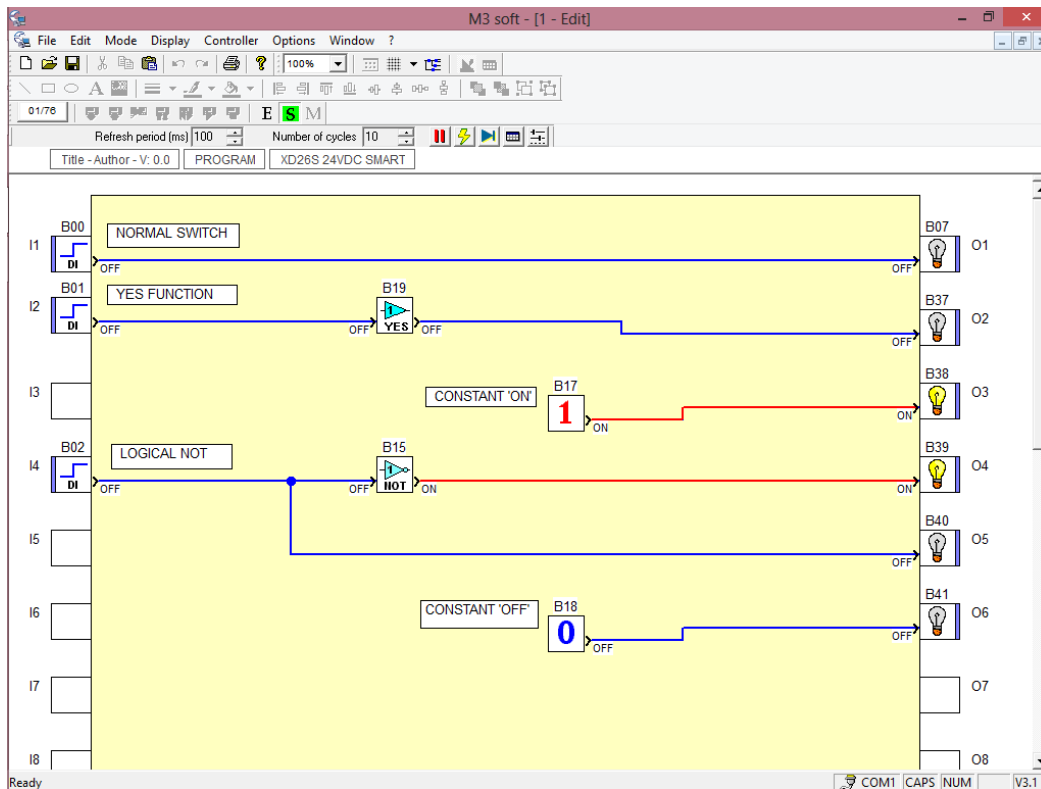 M3 soft - [1 - Edit]
File Edit Mode Display Controller Options Window ?
100%
A
01/76 E S M
Refresh period (ms) 100 Number of cycles 10
Title - Author - V: 0.0 PROGRAM XD26S 24VDC SMART
B00 NORMAL SWITCH B07
I1 DI OFF OFF O1
B01 YES FUNCTION B19 B37
I2 DI OFF OFF 1 YES OFF OFF O2
B38
I3 CONSTANT 'ON' B17 1 ON ON O3
B02 LOGICAL NOT B15 B39
I4 DI OFF OFF 1 NOT ON ON O4
B40
I5 OFF O5
B41
I6 CONSTANT 'OFF' B18 0 OFF OFF O6
I7 O7
I8 O8
Ready COM1 CAPS NUM V3.1